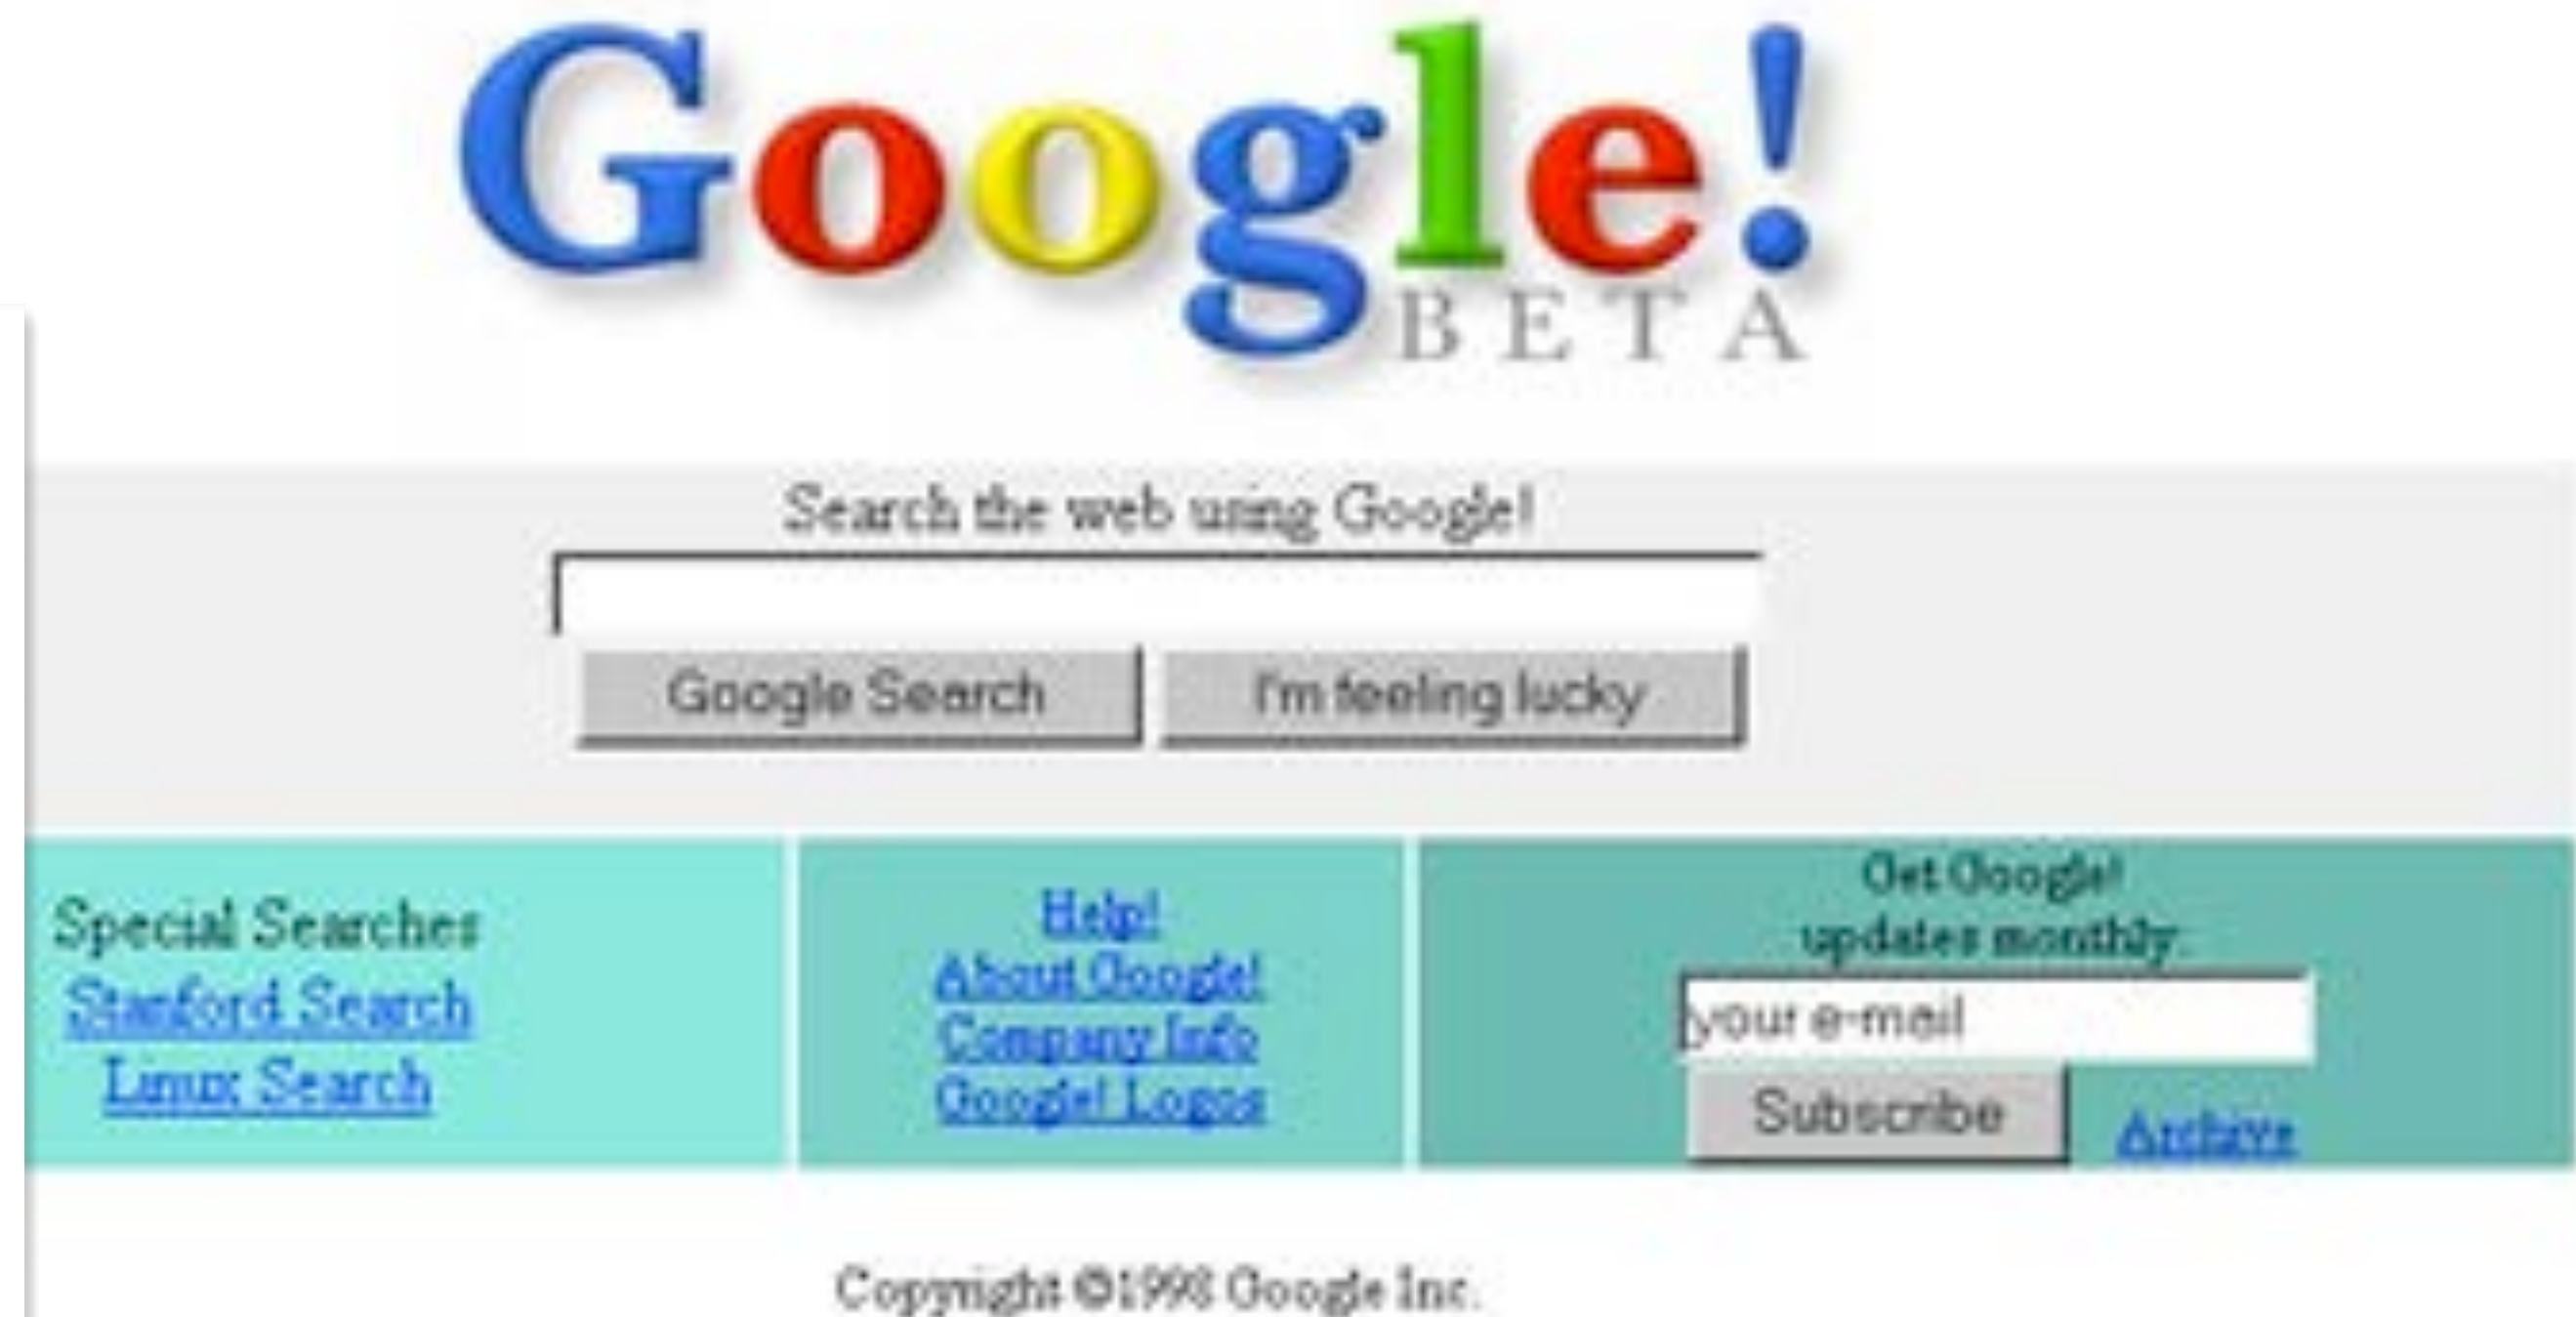 Google!
BETA
Search the web using Google!
Google Search
I'm feeling lucky
Special Searches
Stanford Search
Linux Search
Help!
About Google!
Company Info
Google! Logos
Get Google!
updates monthly.
your e-mail
Subscribe
Archive
Copyright ©1998 Google Inc.